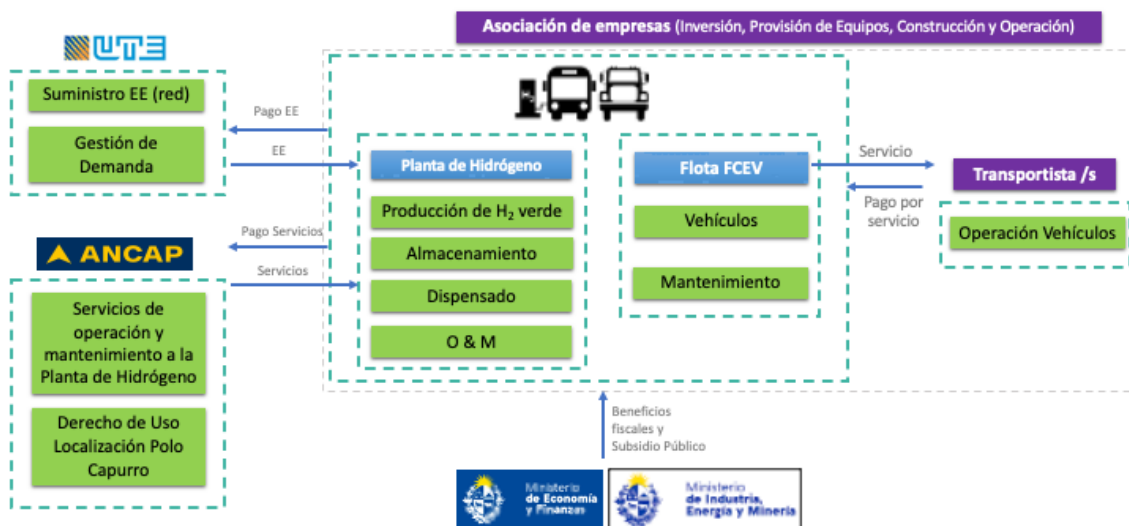 Asociación de empresas (Inversión, Provisión de Equipos, Construcción y Operación)
UTE
Suministro EE (red)
Gestión de
Demanda
Pago EE
EE
ANCAP
Servicios de
operación y
mantenimiento a la
Planta de Hidrógeno
Derecho de Uso
Localización Polo
Capurro
Pago Servicios
Servicios
Planta de Hidrógeno
Producción de H₂ verde
Almacenamiento
Dispensado
O & M
Flota FCEV
Vehículos
Mantenimiento
Servicio
Pago por
servicio
Transportista /s
Operación Vehículos
Beneficios
fiscales y
Subsidio Público
Ministerio
de Economía
y Finanzas
Ministerio
de Industria,
Energía y Minería